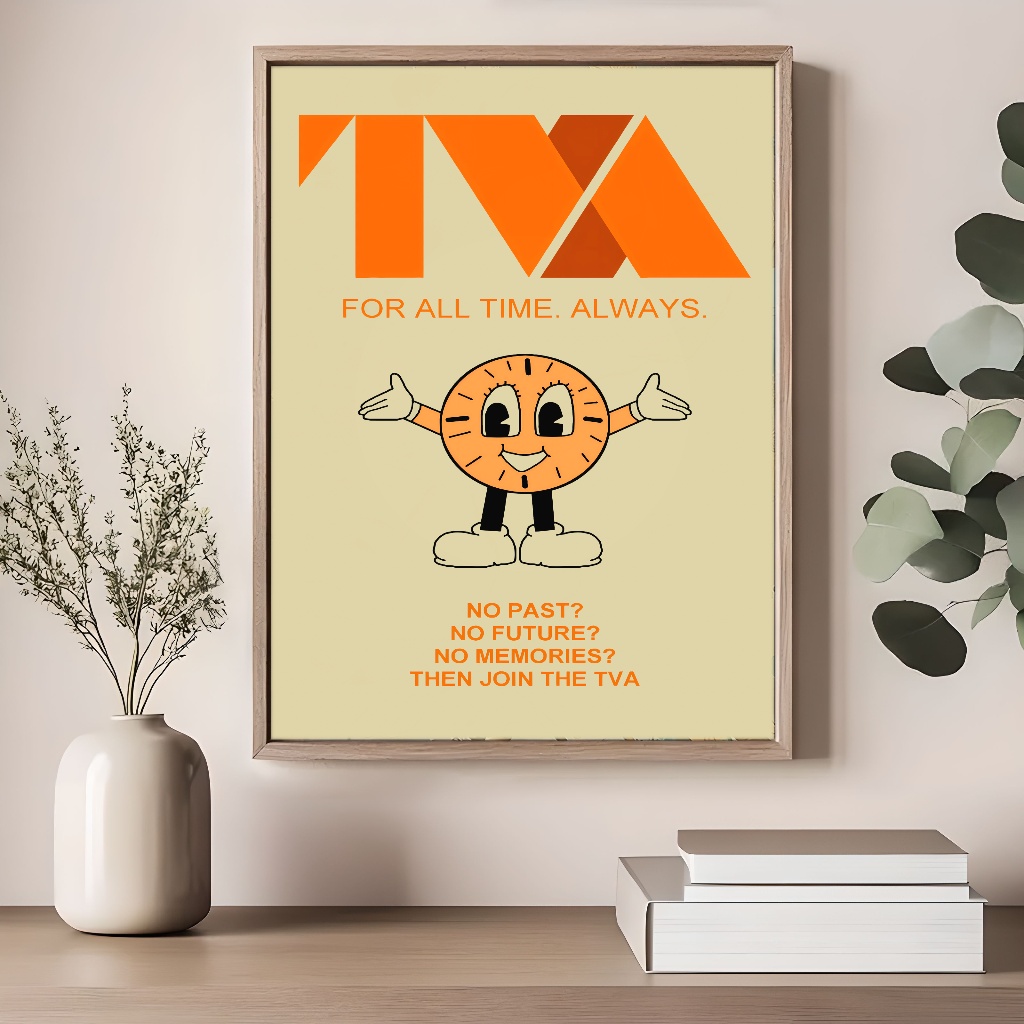 TVA
FOR ALL TIME. ALWAYS.
NO PAST?
NO FUTURE?
NO MEMORIES?
THEN JOIN THE TVA